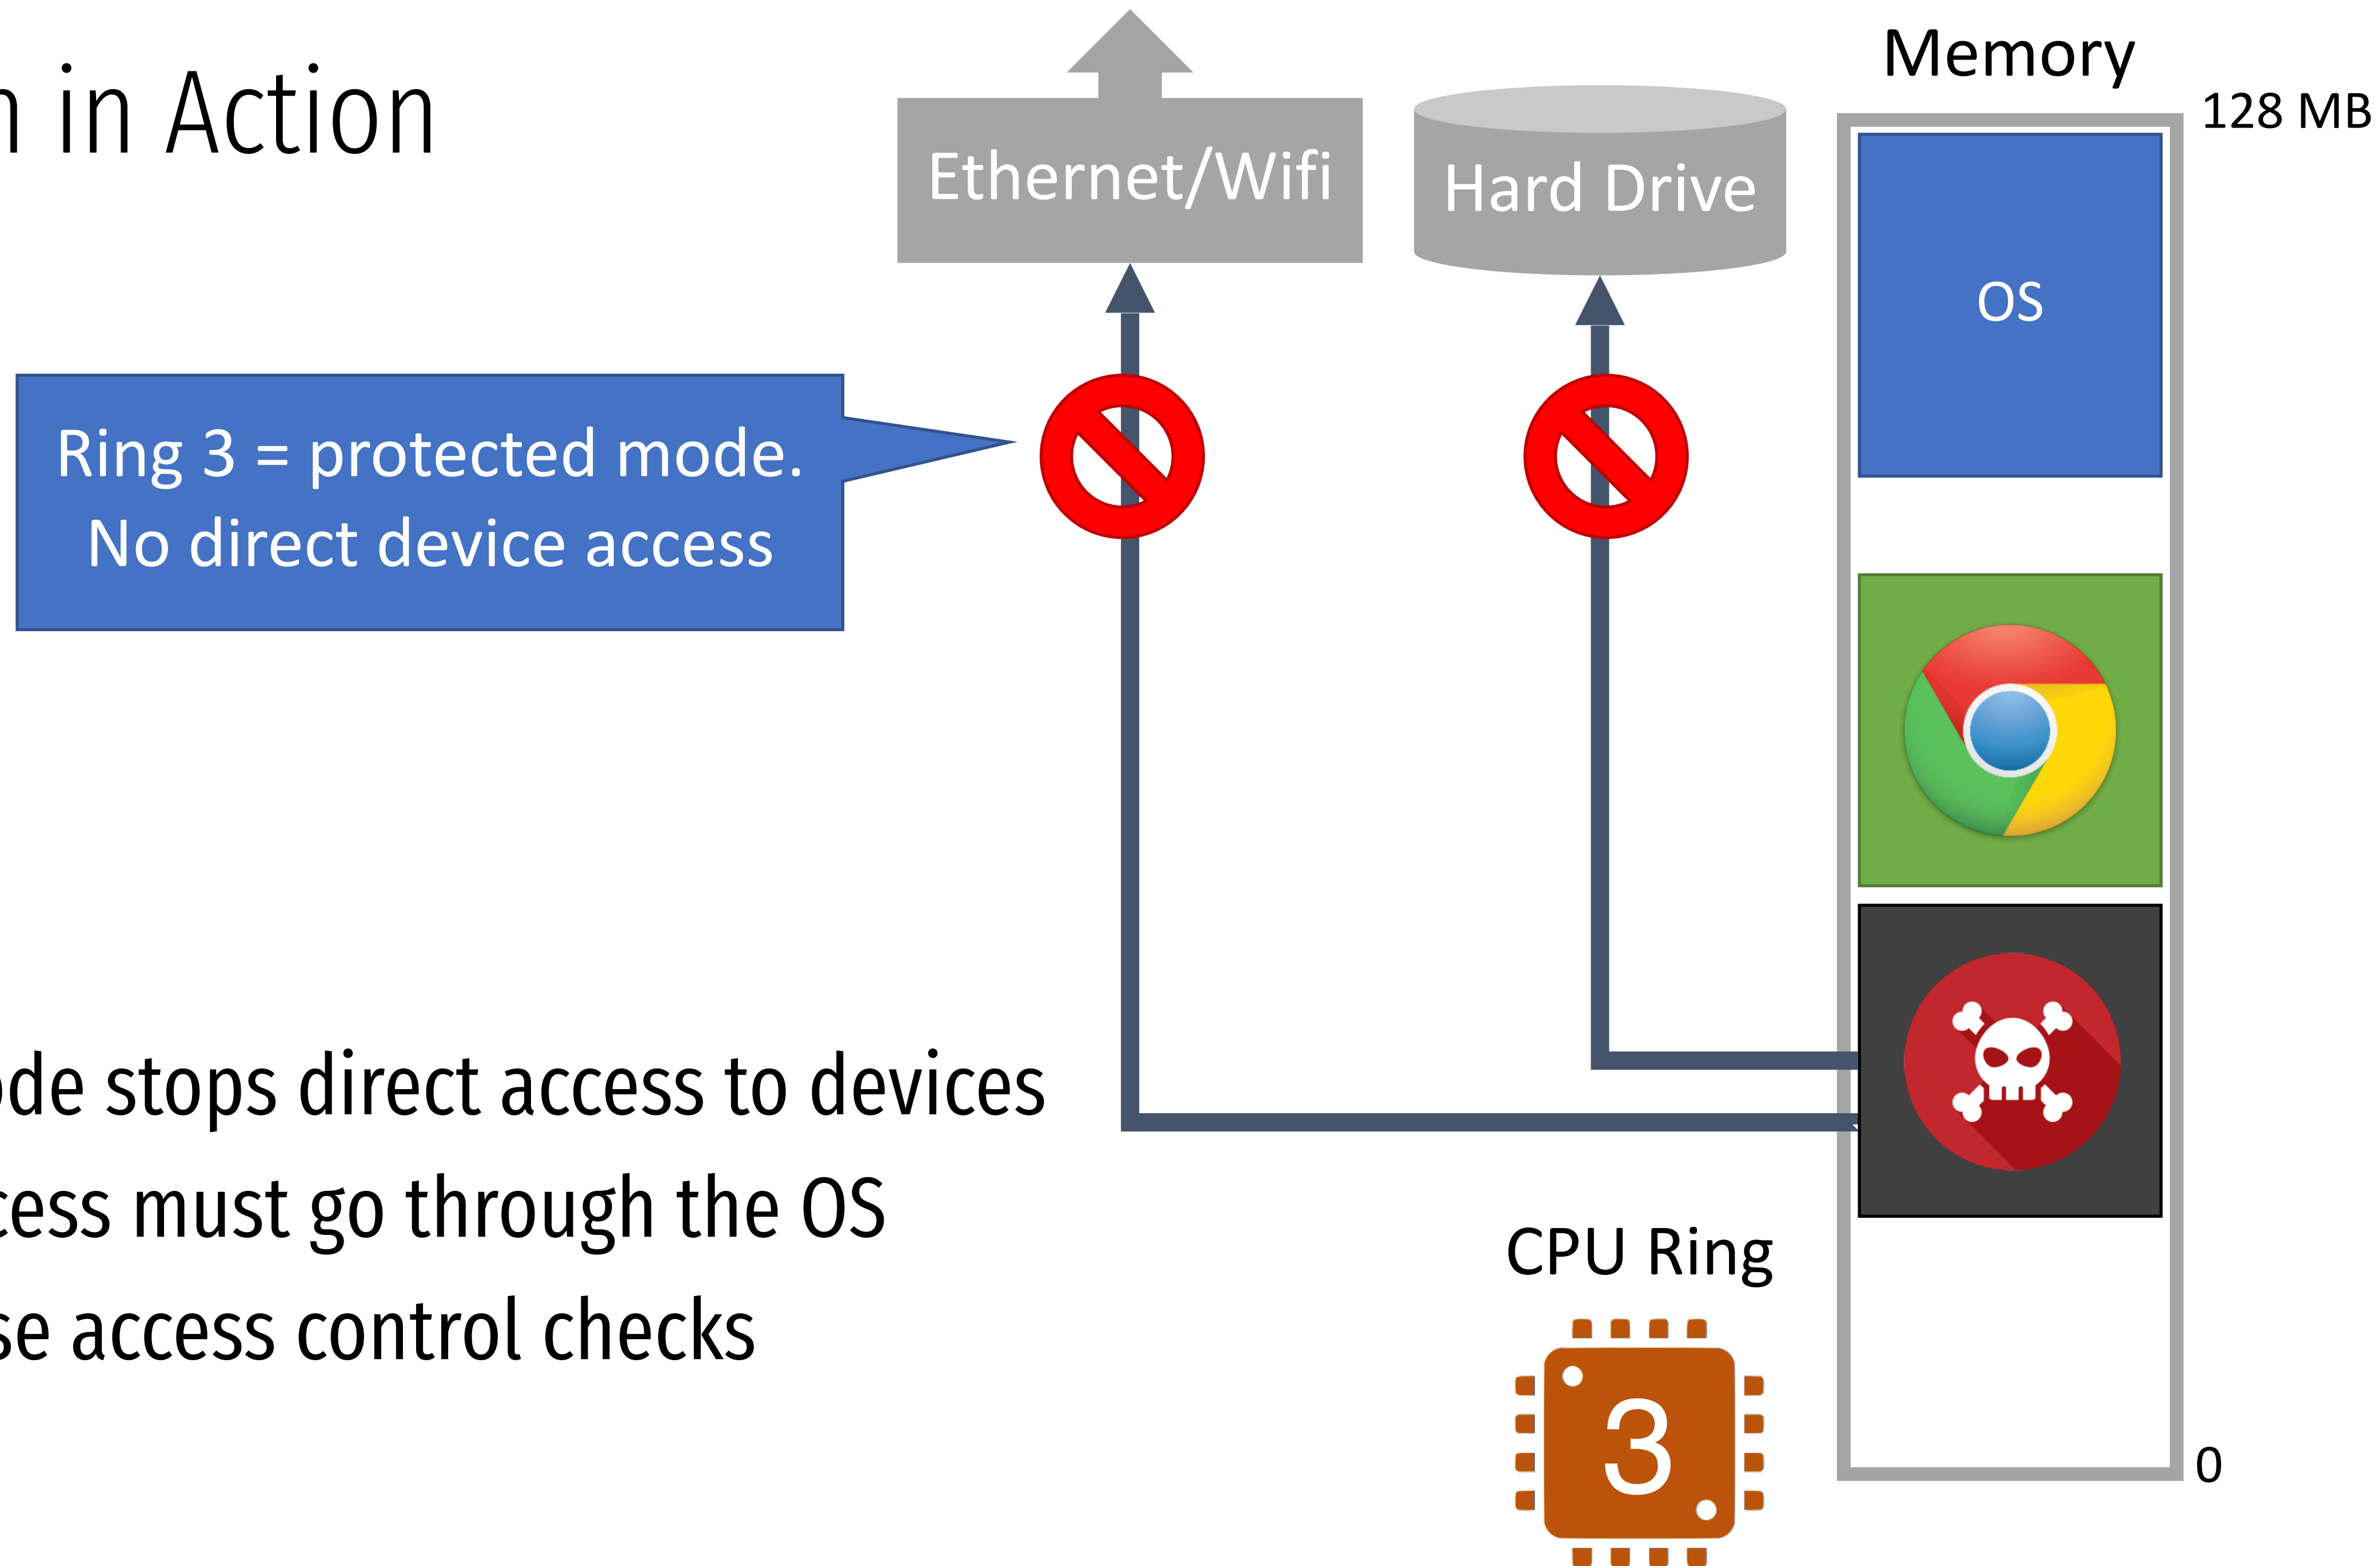 n in Action
Ethernet/Wifi
Hard Drive
Memory
128 MB
OS
Ring 3 = protected mode.
No direct device access
ode stops direct access to devices
cess must go through the OS
se access control checks
CPU Ring
3
0